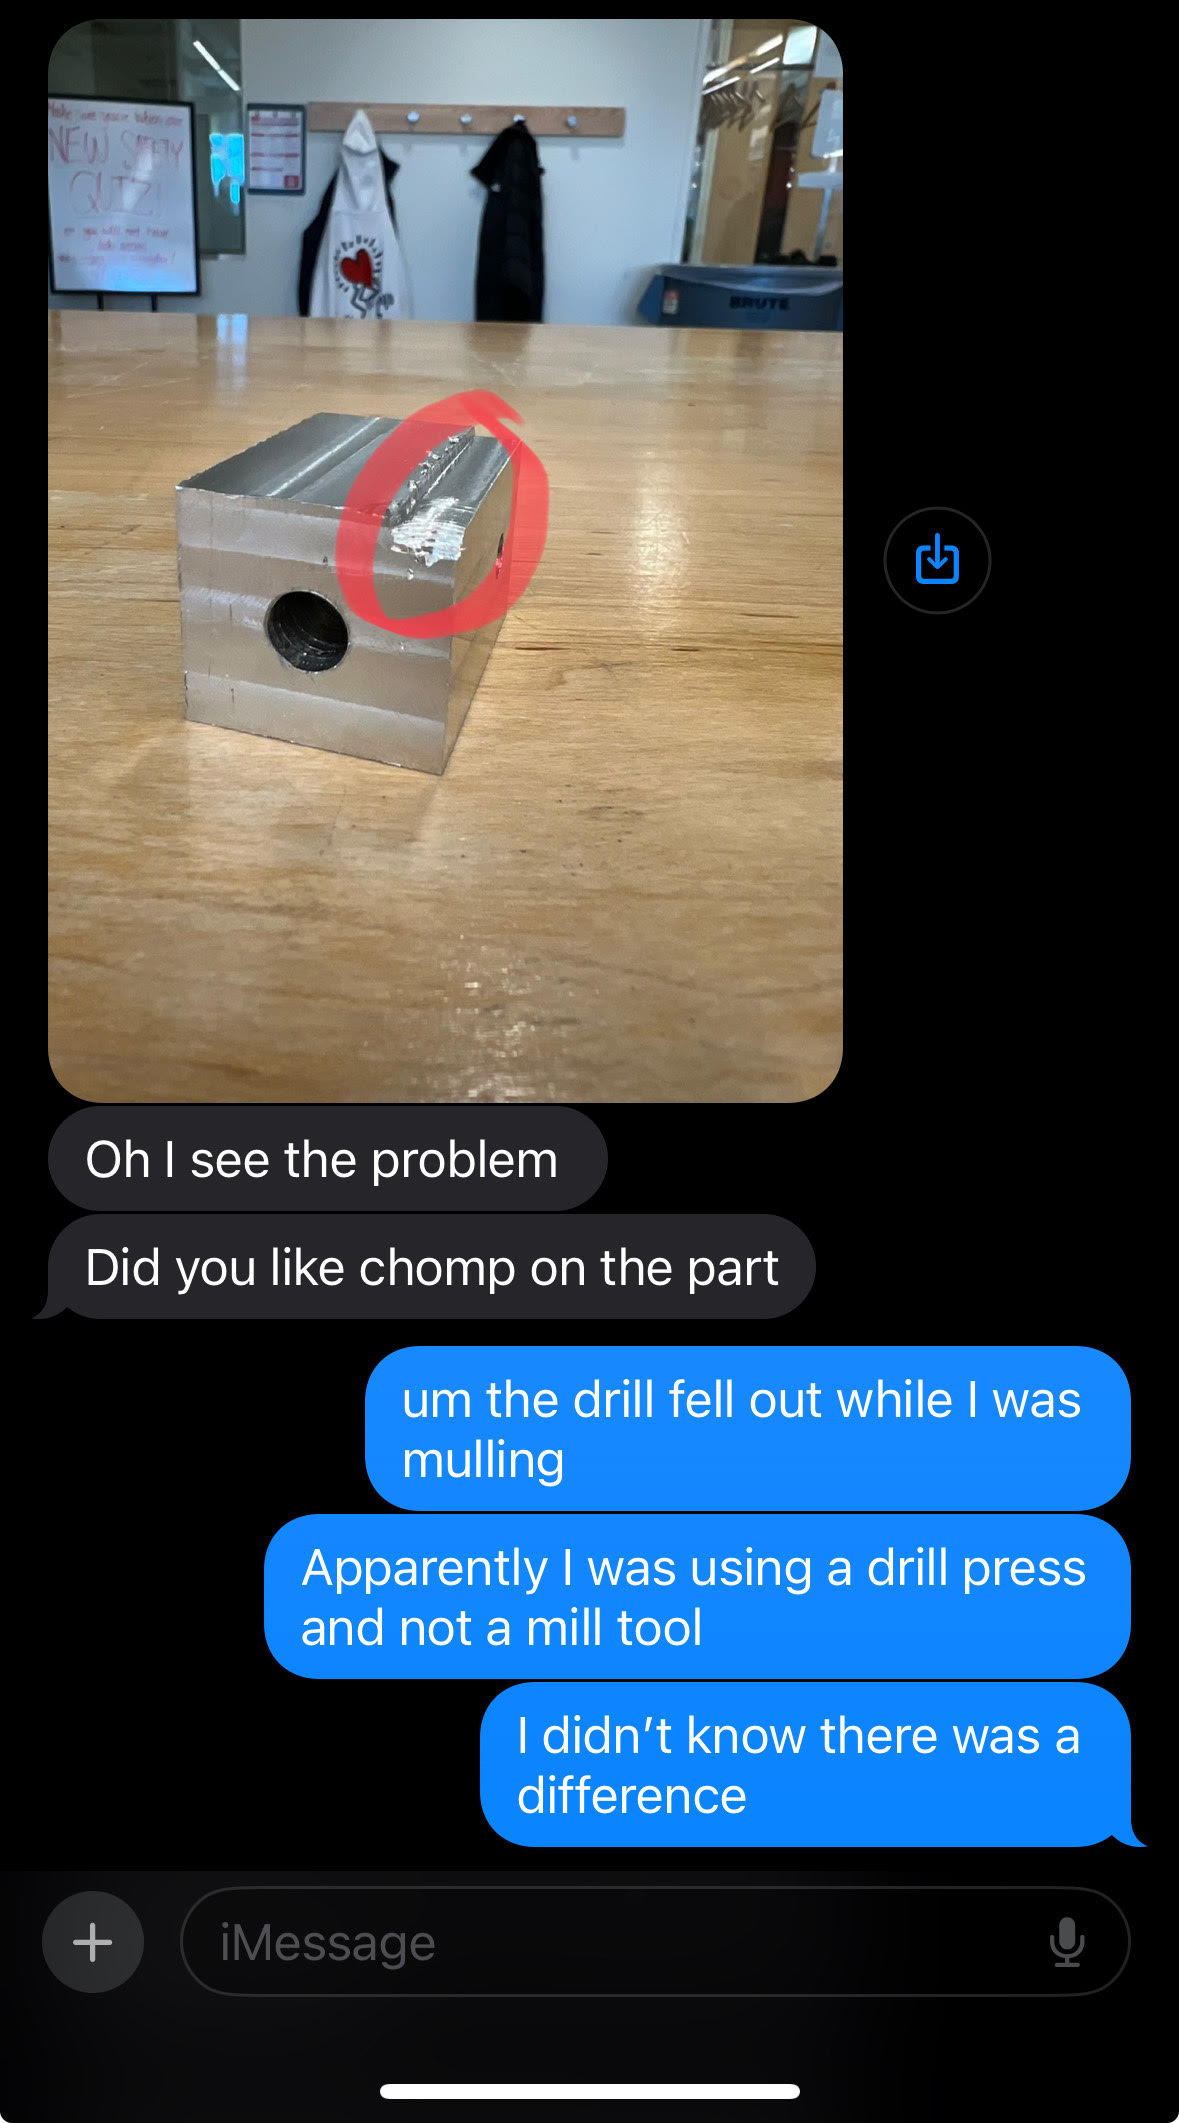 NEW SAFETY
QUIZ!
BRUTE
Oh I see the problem
Did you like chomp on the part
um the drill fell out while I was
mulling
Apparently I was using a drill press
and not a mill tool
I didn’t know there was a
difference
iMessage